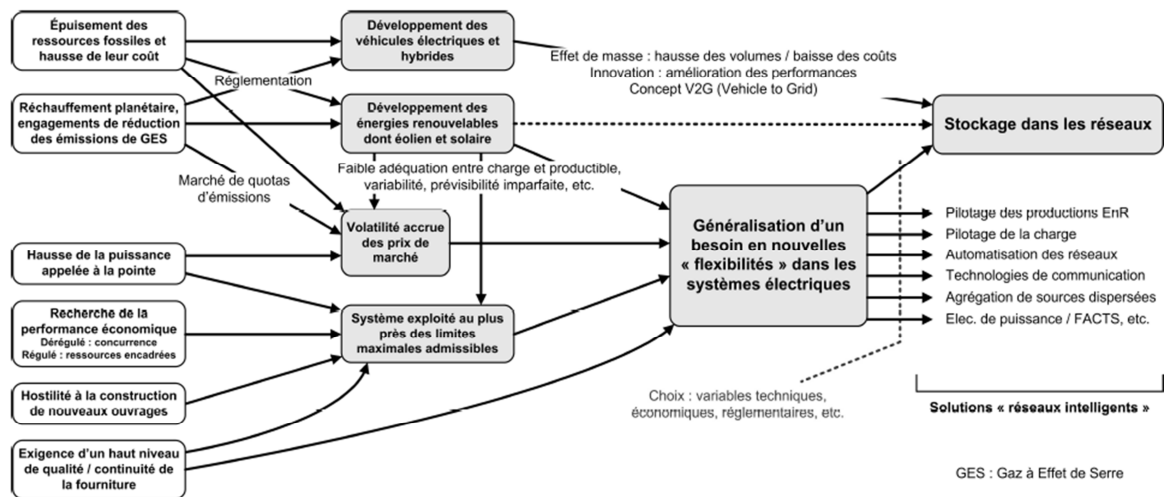 Épuisement des
ressources fossiles et
hausse de leur coût
Développement des
véhicules électriques et
hybrides
Effet de masse : hausse des volumes / baisse des coûts
Innovation : amélioration des performances
Concept V2G (Vehicle to Grid)
Réglementation
Réchauffement planétaire,
engagements de réduction
des émissions de GES
Développement des
énergies renouvelables
dont éolien et solaire
Stockage dans les réseaux
Marché de quotas
d'émissions
Faible adéquation entre charge et productible,
variabilité, prévisibilité imparfaite, etc.
Volatilité accrue
des prix de
marché
Généralisation d'un
besoin en nouvelles
« flexibilités » dans les
systèmes électriques
Pilotage des productions EnR
Pilotage de la charge
Automatisation des réseaux
Technologies de communication
Agrégation de sources dispersées
Elec. de puissance / FACTS, etc.
Hausse de la puissance
appelée à la pointe
Recherche de la
performance économique
Dérégulé : concurrence
Régulé : ressources encadrées
Système exploité au plus
près des limites
maximales admissibles
Hostilité à la construction
de nouveaux ouvrages
Choix : variables techniques,
économiques, réglementaires, etc.
Solutions « réseaux intelligents »
Exigence d'un haut niveau
de qualité / continuité de
la fourniture
GES : Gaz à Effet de Serre